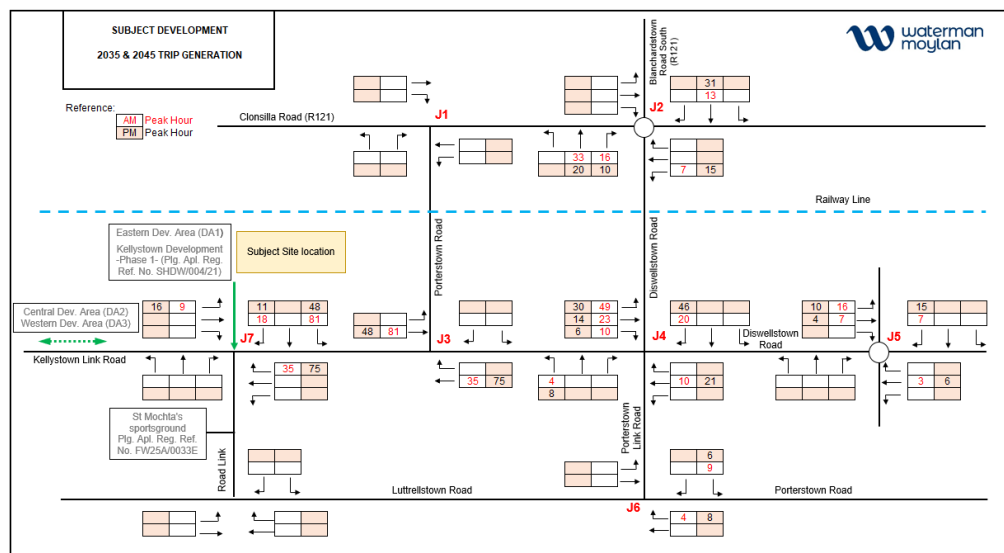 SUBJECT DEVELOPMENT
2035 & 2045 TRIP GENERATION
waterman
moylan
Blanchardstown
Road South
(R121)
Reference:
AM Peak Hour
PM Peak Hour
Clonsilla Road (R121)
J1
J2
31
13
33 16
20 10
7 15
Railway Line
Eastern Dev. Area (DA1)
Kellystown Development
-Phase 1- (Plg. Apl. Reg.
Ref. No. SHDW/004/21)
Subject Site location
Porterstown Road
Diswellstown Road
Central Dev. Area (DA2)
Western Dev. Area (DA3)
16 9
11 48
18 81
48 81
30 49
14 23
6 10
46
20
10 16
4 7
15
7
J7
J3
J4
Diswellstown
Road
J5
Kellystown Link Road
35 75
35 75
4
8
10 21
3 6
St Mochta's
sportsground
Plg. Apl. Reg. Ref.
No. FW25A/0033E
Road Link
Porterstown
Link Road
6
9
Luttrellstown Road
Porterstown Road
J6
4 8